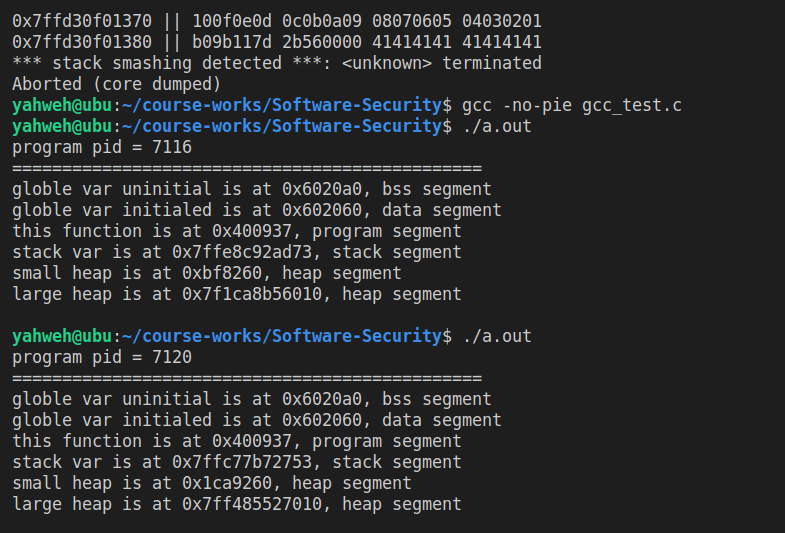 0x7ffd30f01370 || 100f0e0d 0c0b0a09 08070605 04030201
0x7ffd30f01380 || b09b117d 2b560000 41414141 41414141
*** stack smashing detected ***: <unknown> terminated
Aborted (core dumped)
yahweh@ubu:~/course-works/Software-Security$ gcc -no-pie gcc_test.c
yahweh@ubu:~/course-works/Software-Security$ ./a.out
program pid = 7116
===============================================
globle var uninitial is at 0x6020a0, bss segment
globle var initialed is at 0x602060, data segment
this function is at 0x400937, program segment
stack var is at 0x7ffe8c92ad73, stack segment
small heap is at 0xbf8260, heap segment
large heap is at 0x7f1ca8b56010, heap segment
yahweh@ubu:~/course-works/Software-Security$ ./a.out
program pid = 7120
===============================================
globle var uninitial is at 0x6020a0, bss segment
globle var initialed is at 0x602060, data segment
this function is at 0x400937, program segment
stack var is at 0x7ffc77b72753, stack segment
small heap is at 0x1ca9260, heap segment
large heap is at 0x7ff485527010, heap segment